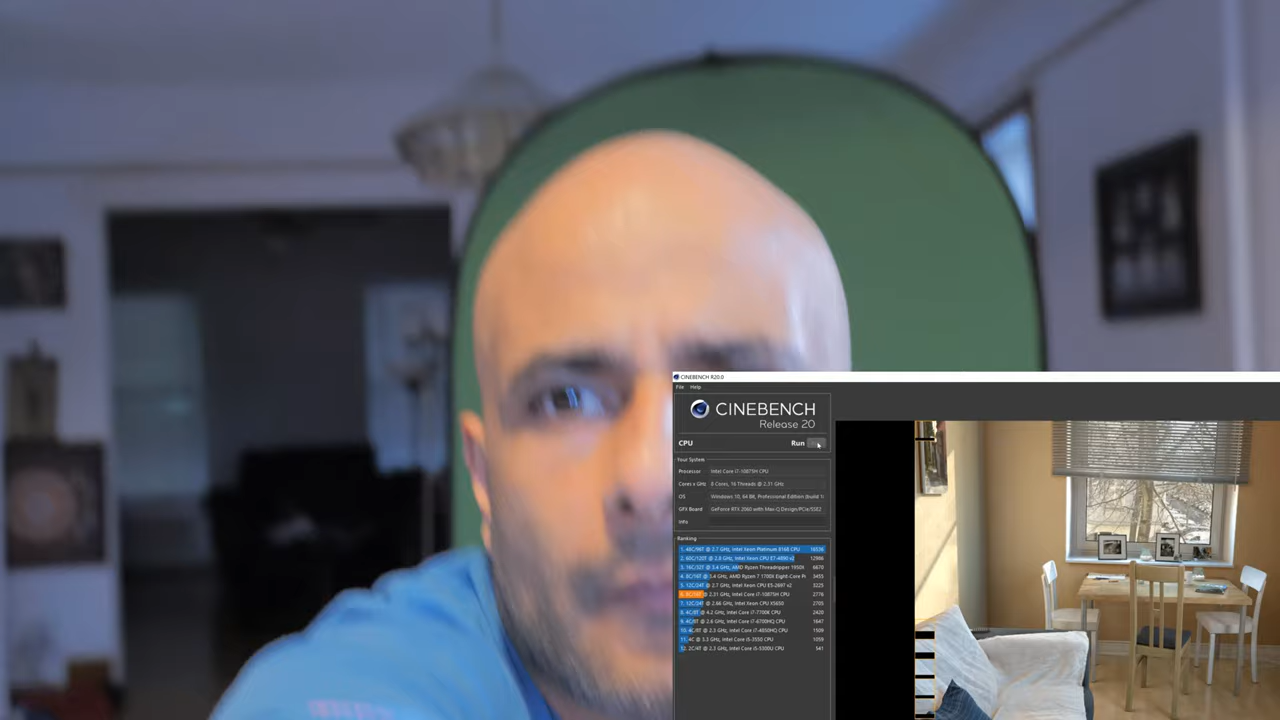 CINEBENCH R20.0
File Help
CINEBENCH
Release 20
CPU Run
Your System
Processor Intel Core i7-10875H CPU
Cores x GHz 8 Cores, 16 Threads @ 2.31 GHz
OS Windows 10, 64 Bit, Professional Edition (build 1
GFX Board GeForce RTX 2060 with Max-Q Design/PCIe/SSE2
Info
Ranking
1. 48C/96T @ 2.7 GHz, Intel Xeon Platinum 8168 CPU 16536
2. 60C/120T @ 2.8 GHz, Intel Xeon CPU E7-4890 v2 12986
3. 16C/32T @ 3.4 GHz, AMD Ryzen Threadripper 1950X 6670
4. 8C/16T @ 3.4 GHz, AMD Ryzen 7 1700X Eight-Core Pr 3455
5. 12C/24T @ 2.7 GHz, Intel Xeon CPU E5-2697 v2 3225
6. 8C/16T @ 2.31 GHz, Intel Core i7-10875H CPU 2776
7. 12C/24T @ 2.66 GHz, Intel Xeon CPU X5650 2705
8. 4C/8T @ 4.2 GHz, Intel Core i7-7700K CPU 2420
9. 4C/8T @ 2.6 GHz, Intel Core i7-6700HQ CPU 1647
10. 4C/8T @ 2.3 GHz, Intel Core i7-4850HQ CPU 1509
11. 4C @ 3.3 GHz, Intel Core i5-3550 CPU 1059
12. 2C/4T @ 2.3 GHz, Intel Core i5-5300U CPU 541